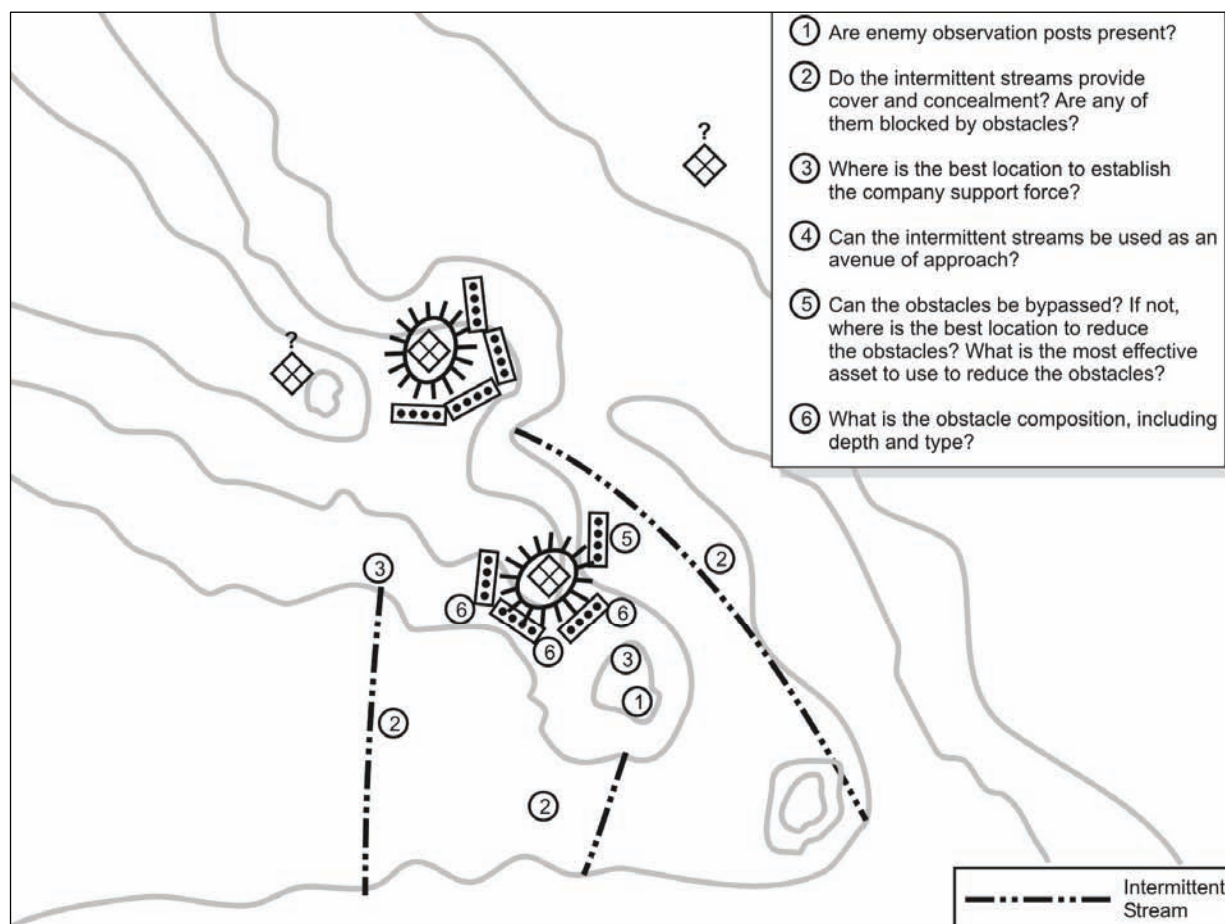 ① Are enemy observation posts present?
② Do the intermittent streams provide
cover and concealment? Are any of
them blocked by obstacles?
③ Where is the best location to establish
the company support force?
④ Can the intermittent streams be used as an
avenue of approach?
⑤ Can the obstacles be bypassed? If not,
where is the best location to reduce
the obstacles? What is the most effective
asset to use to reduce the obstacles?
⑥ What is the obstacle composition, including
depth and type?
?
?
⑤
②
③
⑥
⑥
⑥
③
①
②
②
Intermittent
Stream